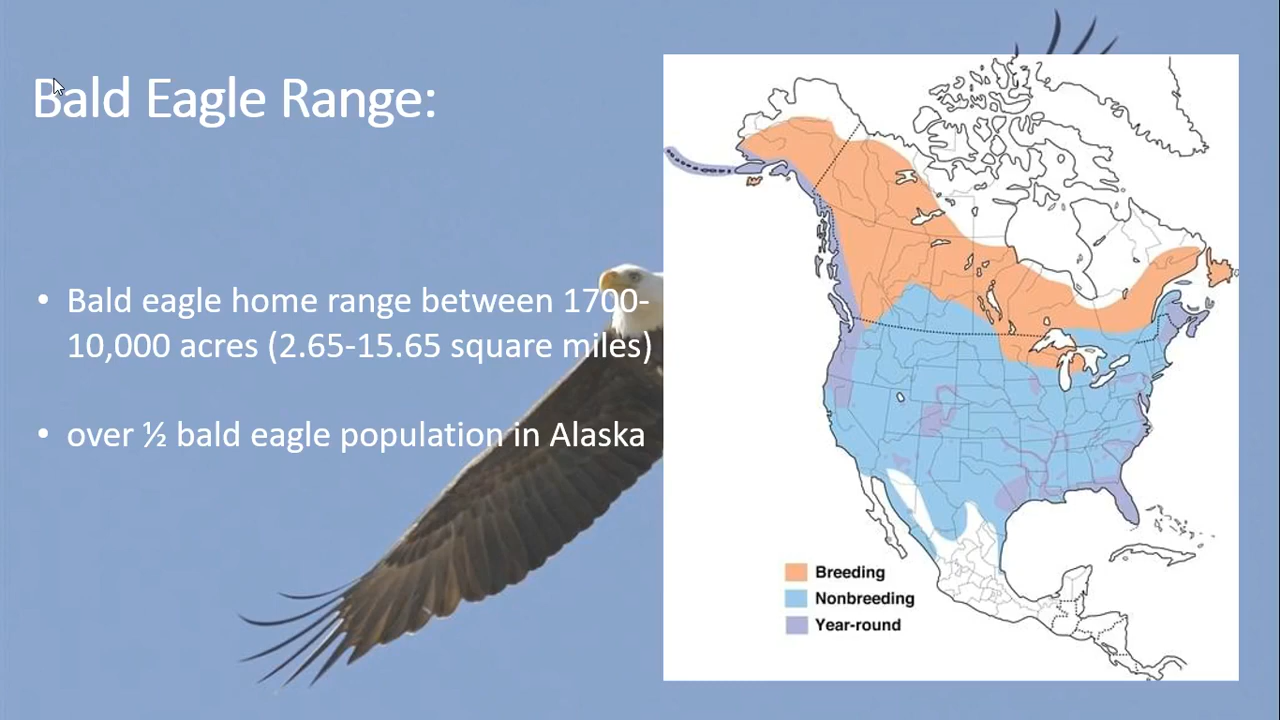 Bald Eagle Range:
• Bald eagle home range between 1700-
10,000 acres (2.65-15.65 square miles)
• over ½ bald eagle population in Alaska
Breeding
Nonbreeding
Year-round